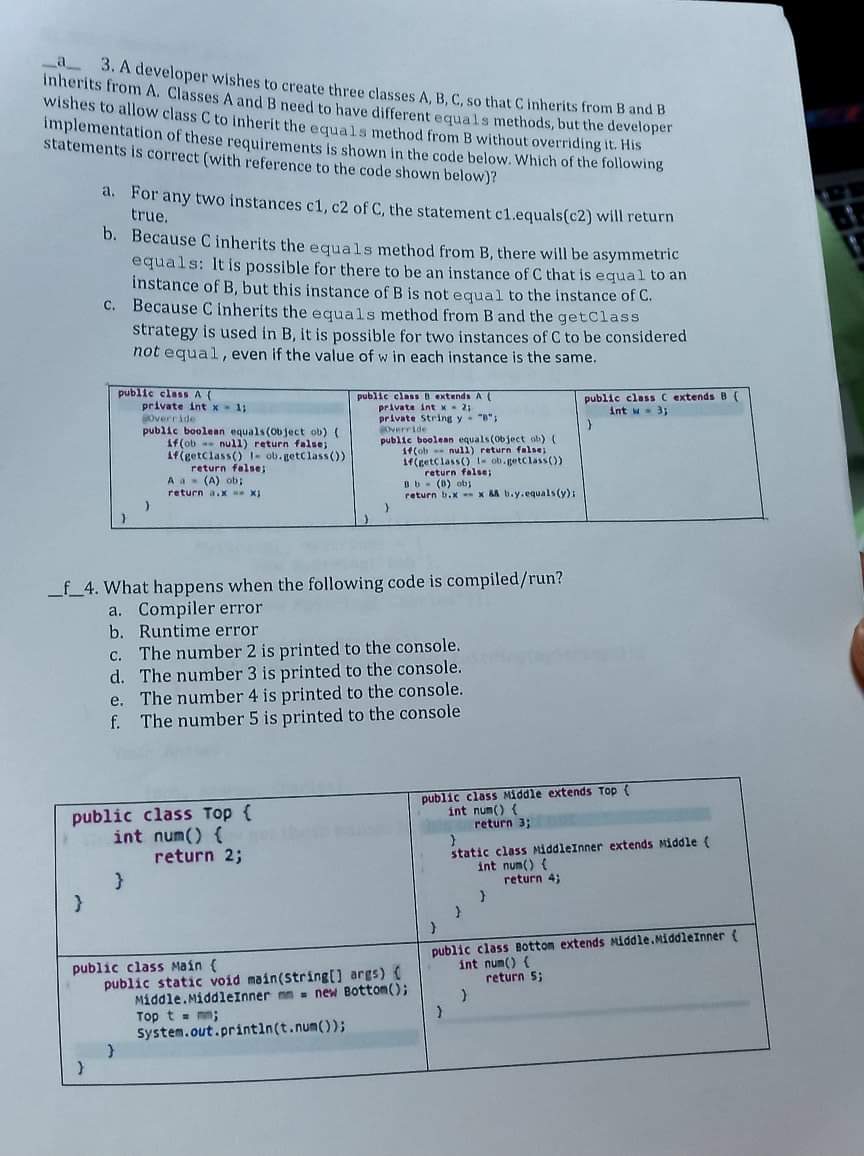 __a__ 3. A developer wishes to create three classes A, B, C, so that C inherits from B and B
inherits from A. Classes A and B need to have different equals methods, but the developer
wishes to allow class C to inherit the equals method from B without overriding it. His
implementation of these requirements is shown in the code below. Which of the following
statements is correct (with reference to the code shown below)?
a. For any two instances c1, c2 of C, the statement c1.equals(c2) will return
true.
b. Because C inherits the equals method from B, there will be asymmetric
equals: It is possible for there to be an instance of C that is equal to an
instance of B, but this instance of B is not equal to the instance of C.
c. Because C inherits the equals method from B and the getClass
strategy is used in B, it is possible for two instances of C to be considered
not equal, even if the value of w in each instance is the same.
public class A {
private int x = 1;
@Override
public boolean equals(Object ob) {
if(ob == null) return false;
if(getClass() != ob.getClass())
return false;
A a = (A) ob;
return a.x == x;
}
}
public class B extends A {
private int x = 2;
private String y = "B";
@Override
public boolean equals(Object ob) {
if(ob == null) return false;
if(getClass() != ob.getClass())
return false;
B b = (B) ob;
return b.x == x && b.y.equals(y);
}
}
public class C extends B {
int w = 3;
}
__f__4. What happens when the following code is compiled/run?
a. Compiler error
b. Runtime error
c. The number 2 is printed to the console.
d. The number 3 is printed to the console.
e. The number 4 is printed to the console.
f. The number 5 is printed to the console
public class Top {
int num() {
return 2;
}
}
public class Middle extends Top {
int num() {
return 3;
}
static class MiddleInner extends Middle {
int num() {
return 4;
}
}
}
public class Main {
public static void main(String[] args) {
Middle.MiddleInner mm = new Bottom();
Top t = mm;
System.out.println(t.num());
}
}
public class Bottom extends Middle.MiddleInner {
int num() {
return 5;
}
}